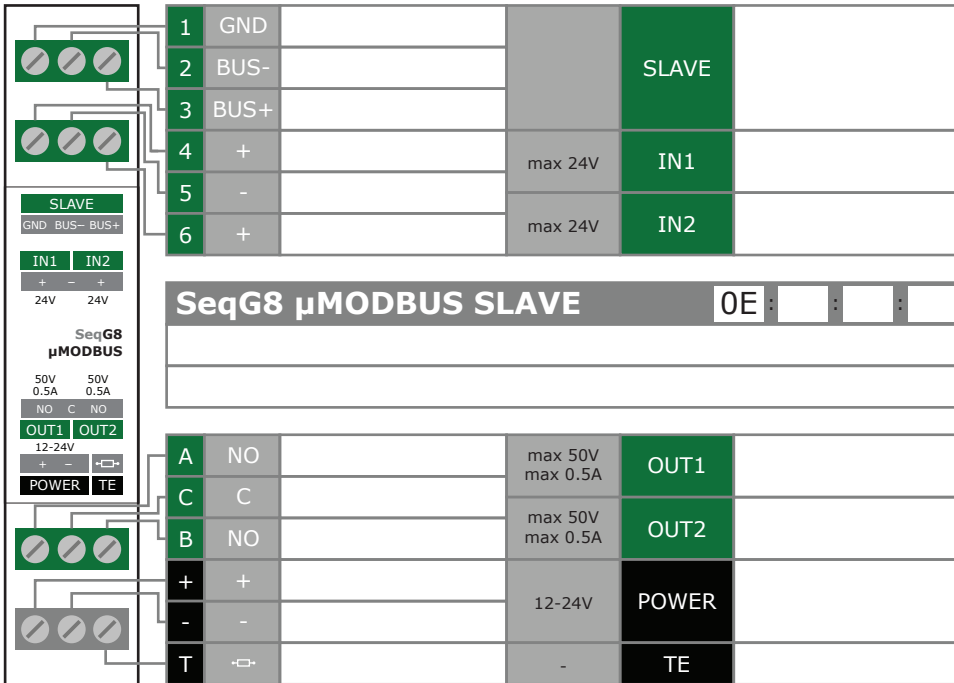 1 GND
2 BUS- SLAVE
3 BUS+
4 + max 24V IN1
5 -
6 + max 24V IN2
SLAVE
GND BUS− BUS+
IN1 IN2
+ − +
24V 24V
SeqG8
µMODBUS
50V 50V
0.5A 0.5A
NO C NO
OUT1 OUT2
12-24V
+ −
POWER TE
SeqG8 µMODBUS SLAVE 0E : : :
A NO max 50V max 0.5A OUT1
C C
B NO max 50V max 0.5A OUT2
+ + 12-24V POWER
- -
T - TE